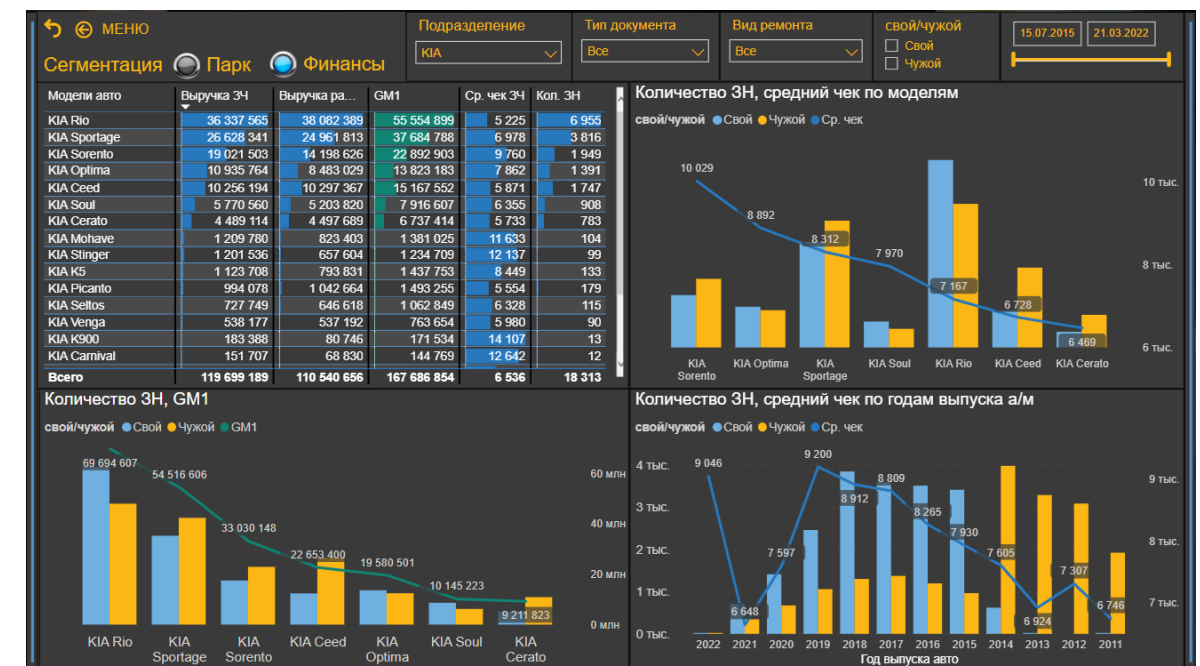 МЕНЮ
Сегментация Парк Финансы
Подразделение
KIA
Тип документа
Все
Вид ремонта
Все
свой/чужой
Свой
Чужой
15.07.2015 21.03.2022
Модели авто Выручка ЗЧ Выручка ра... GM1 Ср. чек ЗЧ Кол. ЗН
KIA Rio 36 337 565 38 082 389 55 554 899 5 225 6 955
KIA Sportage 26 628 341 24 961 813 37 684 788 6 978 3 816
KIA Sorento 19 021 503 14 198 626 22 892 903 9 760 1 949
KIA Optima 10 935 764 8 483 029 13 823 183 7 862 1 391
KIA Ceed 10 256 194 10 297 367 15 167 552 5 871 1 747
KIA Soul 5 770 560 5 203 820 7 916 607 6 355 908
KIA Cerato 4 489 114 4 497 689 6 737 414 5 733 783
KIA Mohave 1 209 780 823 403 1 381 025 11 633 104
KIA Stinger 1 201 536 657 604 1 234 709 12 137 99
KIA K5 1 123 708 793 831 1 437 753 8 449 133
KIA Picanto 994 078 1 042 664 1 493 255 5 554 179
KIA Seltos 727 749 646 618 1 062 849 6 328 115
KIA Venga 538 177 537 192 763 654 5 980 90
KIA K900 183 388 80 746 171 534 14 107 13
KIA Carnival 151 707 68 830 144 769 12 642 12
Всего 119 699 189 110 540 656 167 686 854 6 536 18 313
Количество ЗН, средний чек по моделям
свой/чужой Свой Чужой Ср. чек
10 029
8 892
8 312
7 970
7 167
6 728
6 469
10 тыс.
8 тыс.
6 тыс.
KIA Sorento
KIA Optima
KIA Sportage
KIA Soul
KIA Rio
KIA Ceed
KIA Cerato
Количество ЗН, GM1
свой/чужой Свой Чужой GM1
69 694 607
54 516 606
33 030 148
22 653 400
19 580 501
10 145 223
9 211 823
60 млн
40 млн
20 млн
0 млн
KIA Rio
KIA Sportage
KIA Sorento
KIA Ceed
KIA Optima
KIA Soul
KIA Cerato
Количество ЗН, средний чек по годам выпуска а/м
свой/чужой Свой Чужой Ср. чек
4 тыс.
3 тыс.
2 тыс.
1 тыс.
0 тыс.
9 046
6 648
7 597
9 200
8 912
8 809
8 265
7 930
7 605
6 924
7 307
6 746
9 тыс.
8 тыс.
7 тыс.
2022 2021 2020 2019 2018 2017 2016 2015 2014 2013 2012 2011
Год выпуска авто